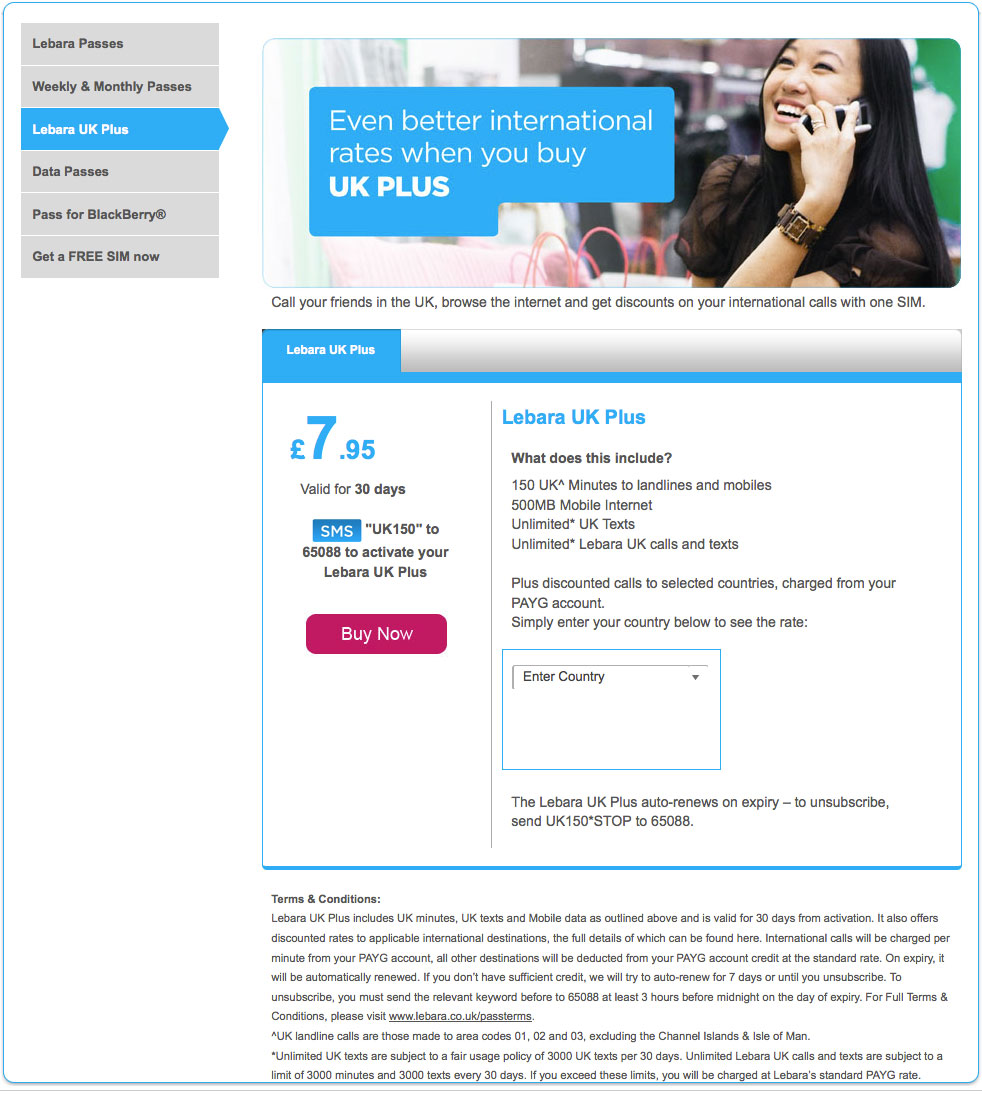 Lebara Passes
Weekly & Monthly Passes
Lebara UK Plus
Data Passes
Pass for BlackBerry®
Get a FREE SIM now
Even better international
rates when you buy
UK PLUS
Call your friends in the UK, browse the internet and get discounts on your international calls with one SIM.
Lebara UK Plus
£7.95
Valid for 30 days
SMS "UK150" to
65088 to activate your
Lebara UK Plus
Buy Now
Lebara UK Plus
What does this include?
150 UK^ Minutes to landlines and mobiles
500MB Mobile Internet
Unlimited* UK Texts
Unlimited* Lebara UK calls and texts
Plus discounted calls to selected countries, charged from your
PAYG account.
Simply enter your country below to see the rate:
Enter Country
The Lebara UK Plus auto-renews on expiry – to unsubscribe,
send UK150*STOP to 65088.
Terms & Conditions:
Lebara UK Plus includes UK minutes, UK texts and Mobile data as outlined above and is valid for 30 days from activation. It also offers
discounted rates to applicable international destinations, the full details of which can be found here. International calls will be charged per
minute from your PAYG account, all other destinations will be deducted from your PAYG account credit at the standard rate. On expiry, it
will be automatically renewed. If you don't have sufficient credit, we will try to auto-renew for 7 days or until you unsubscribe. To
unsubscribe, you must send the relevant keyword before to 65088 at least 3 hours before midnight on the day of expiry. For Full Terms &
Conditions, please visit www.lebara.co.uk/passterms.
^UK landline calls are those made to area codes 01, 02 and 03, excluding the Channel Islands & Isle of Man.
*Unlimited UK texts are subject to a fair usage policy of 3000 UK texts per 30 days. Unlimited Lebara UK calls and texts are subject to a
limit of 3000 minutes and 3000 texts every 30 days. If you exceed these limits, you will be charged at Lebara's standard PAYG rate.